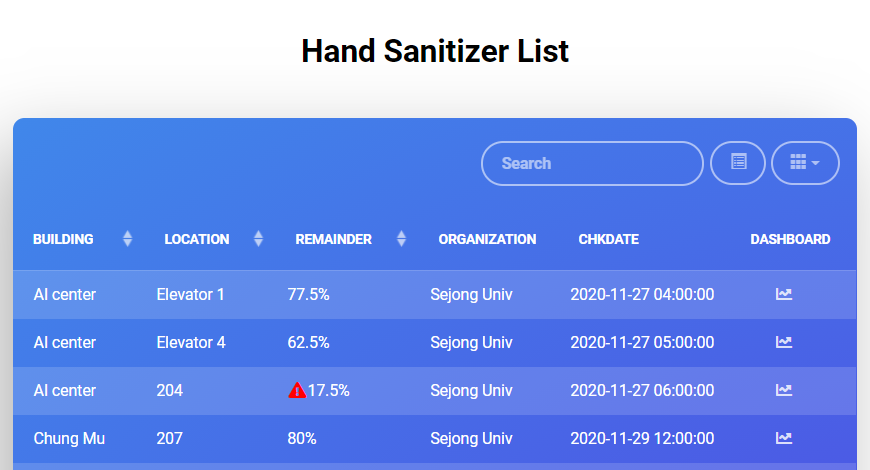 Hand Sanitizer List
Search
BUILDING LOCATION REMAINDER ORGANIZATION CHKDATE DASHBOARD
AI center Elevator 1 77.5% Sejong Univ 2020-11-27 04:00:00
AI center Elevator 4 62.5% Sejong Univ 2020-11-27 05:00:00
AI center 204 17.5% Sejong Univ 2020-11-27 06:00:00
Chung Mu 207 80% Sejong Univ 2020-11-29 12:00:00